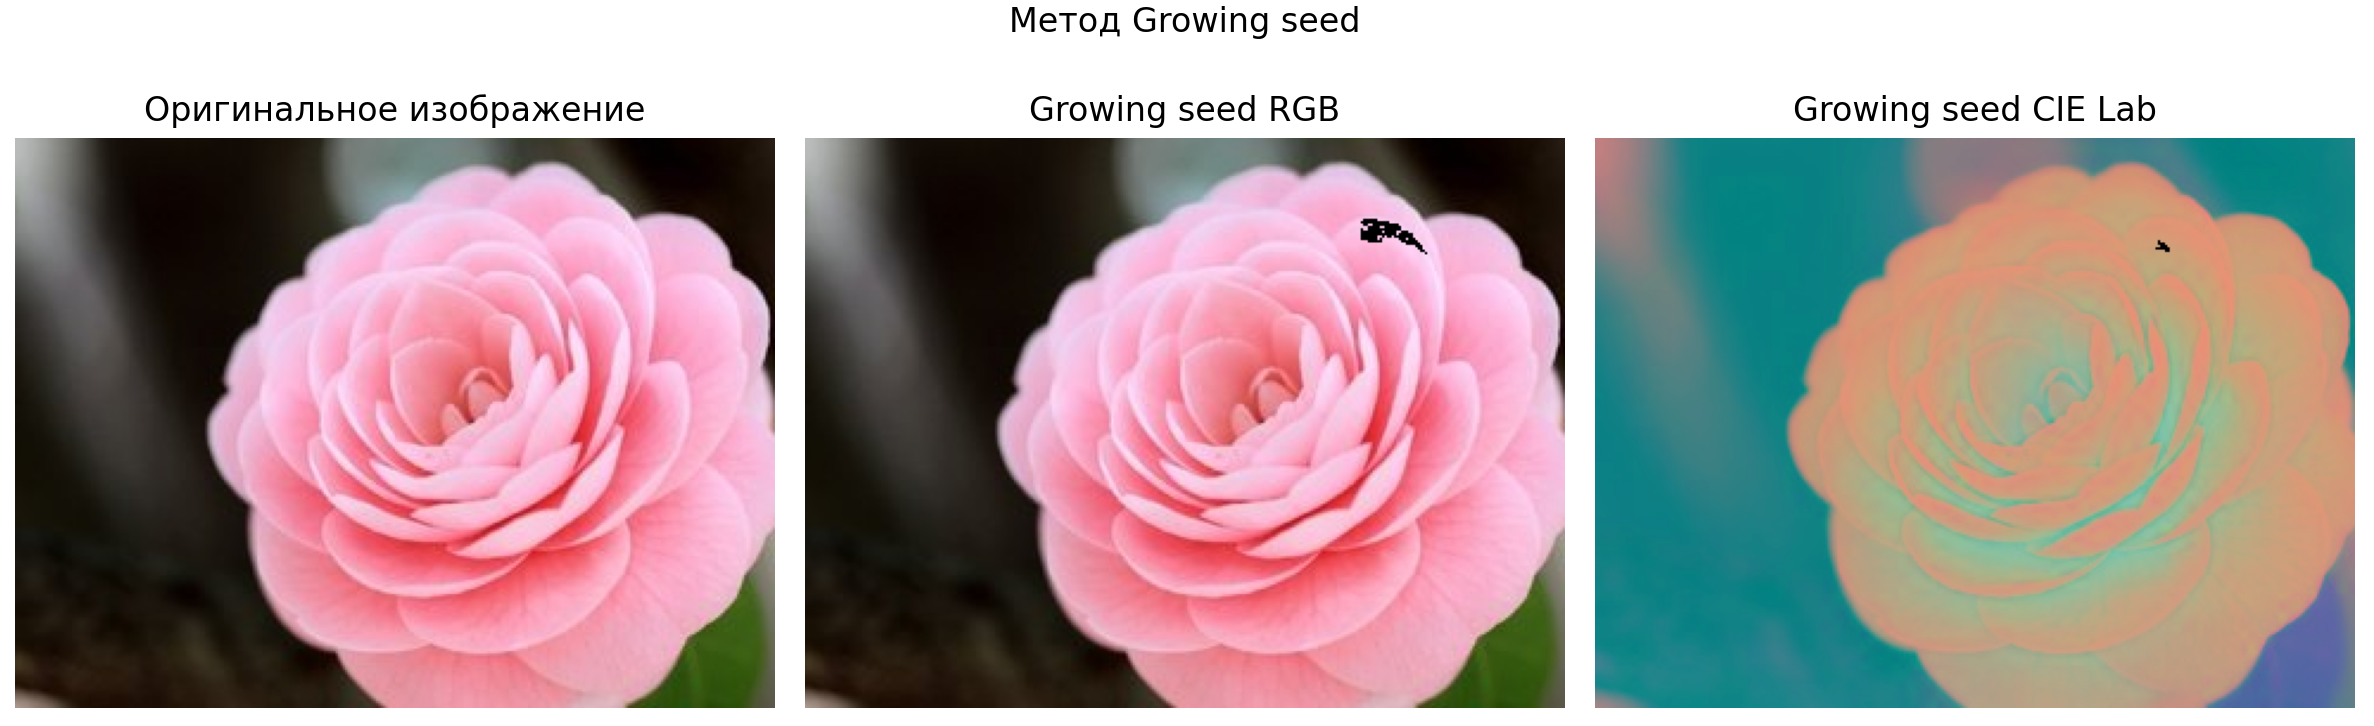 Метод Growing seed
Оригинальное изображение
Growing seed RGB
Growing seed CIE Lab